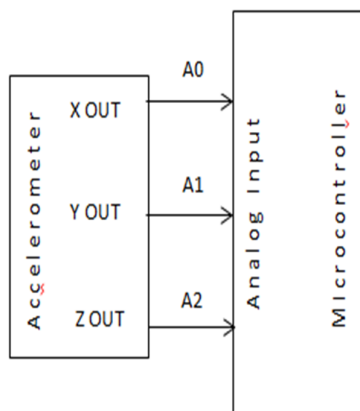 Accelerometer
X OUT
Y OUT
Z OUT
A0
A1
A2
Analog Input
Microcontroller